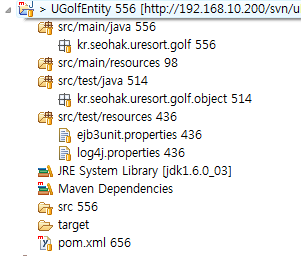 > UGolfEntity 556 [http://192.168.10.200/svn/u
src/main/java 556
kr.seohak.uresort.golf 556
src/main/resources 98
src/test/java 514
kr.seohak.uresort.golf.object 514
src/test/resources 436
ejb3unit.properties 436
log4j.properties 436
JRE System Library [jdk1.6.0_03]
Maven Dependencies
src 556
target
pom.xml 656